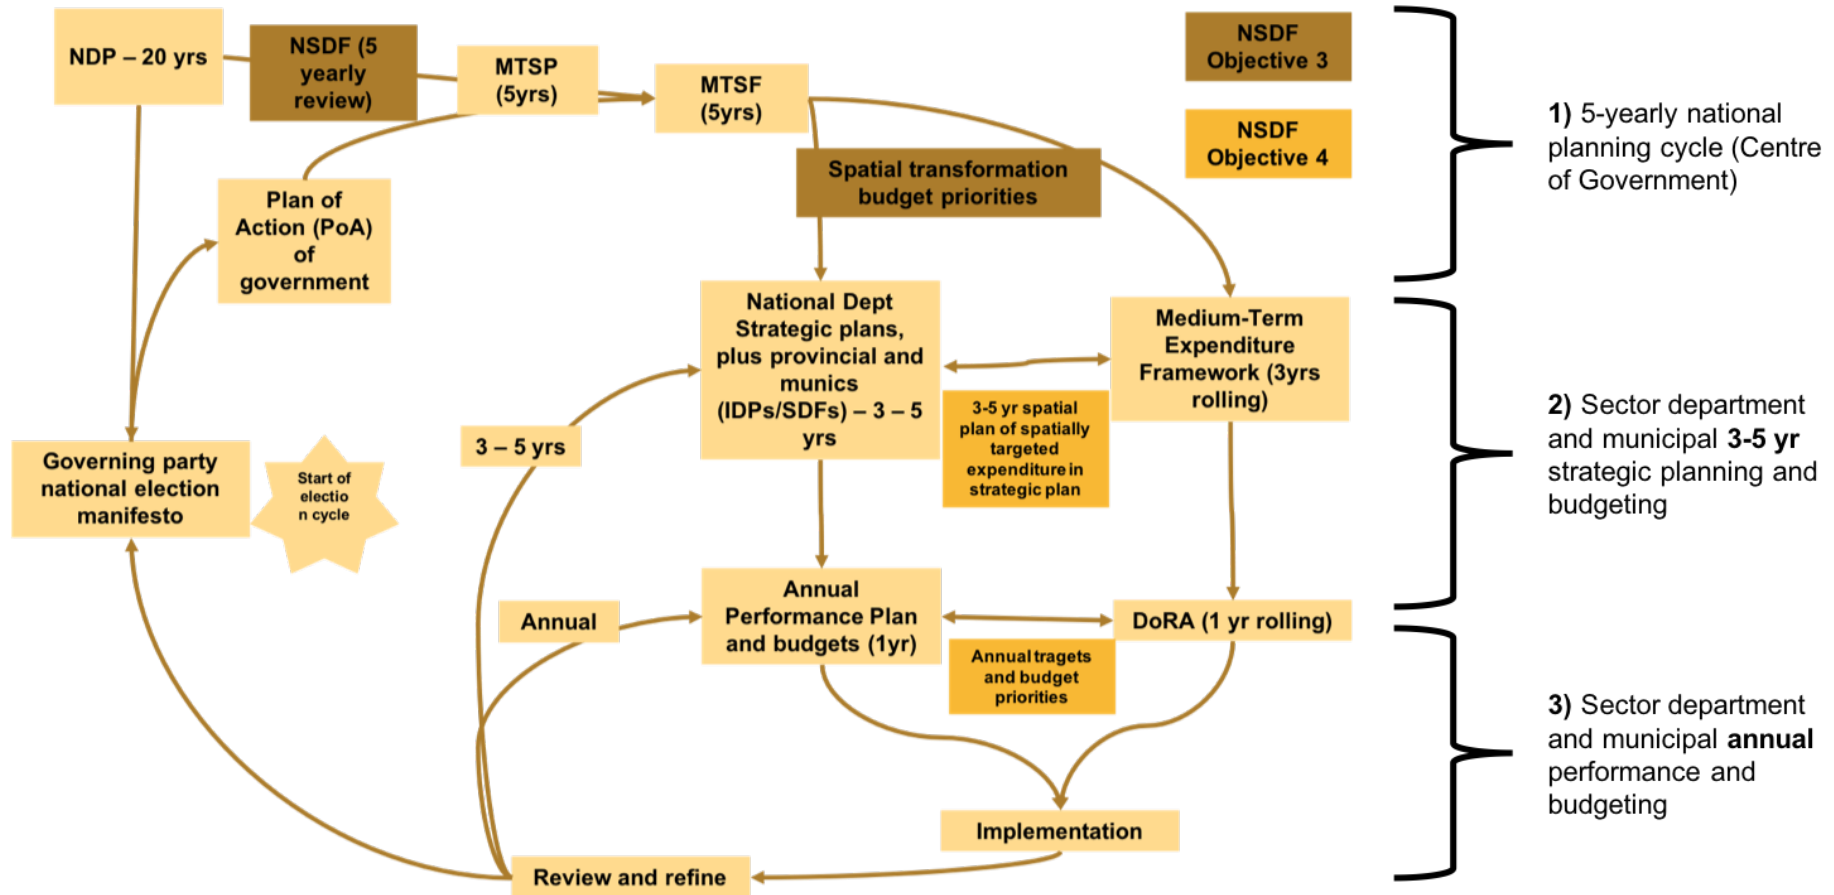 NDP – 20 yrs
NSDF (5
yearly
review)
MTSP
(5yrs)
MTSF
(5yrs)
NSDF
Objective 3
NSDF
Objective 4
1) 5-yearly national
planning cycle (Centre
of Government)
Spatial transformation
budget priorities
Plan of
Action (PoA)
of
government
National Dept
Strategic plans,
plus provincial and
munics
(IDPs/SDFs) – 3 – 5
yrs
Medium-Term
Expenditure
Framework (3yrs
rolling)
3-5 yr spatial
plan of spatially
targeted
expenditure in
strategic plan
2) Sector department
and municipal 3-5 yr
strategic planning and
budgeting
3 – 5 yrs
Governing party
national election
manifesto
Start of
electio
n cycle
Annual
Annual
Performance Plan
and budgets (1yr)
DoRA (1 yr rolling)
Annual tragets
and budget
priorities
3) Sector department
and municipal annual
performance and
budgeting
Implementation
Review and refine